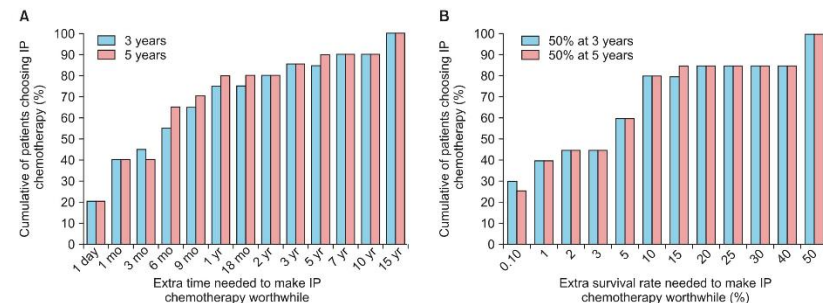 A
3 years
5 years
Cumulative of patients choosing IP
chemotherapy (%)
100
90
80
70
60
50
40
30
20
10
0
1 day
1 mo
3 mo
6 mo
9 mo
1 yr
18 mo
2 yr
3 yr
5 yr
7 yr
10 yr
15 yr
Extra time needed to make IP
chemotherapy worthwhile
B
50% at 3 years
50% at 5 years
Cumulative of patients choosing IP
chemotherapy (%)
100
90
80
70
60
50
40
30
20
10
0
0.10
1
2
3
5
10
15
20
25
30
40
50
Extra survival rate needed to make IP
chemotherapy worthwhile (%)